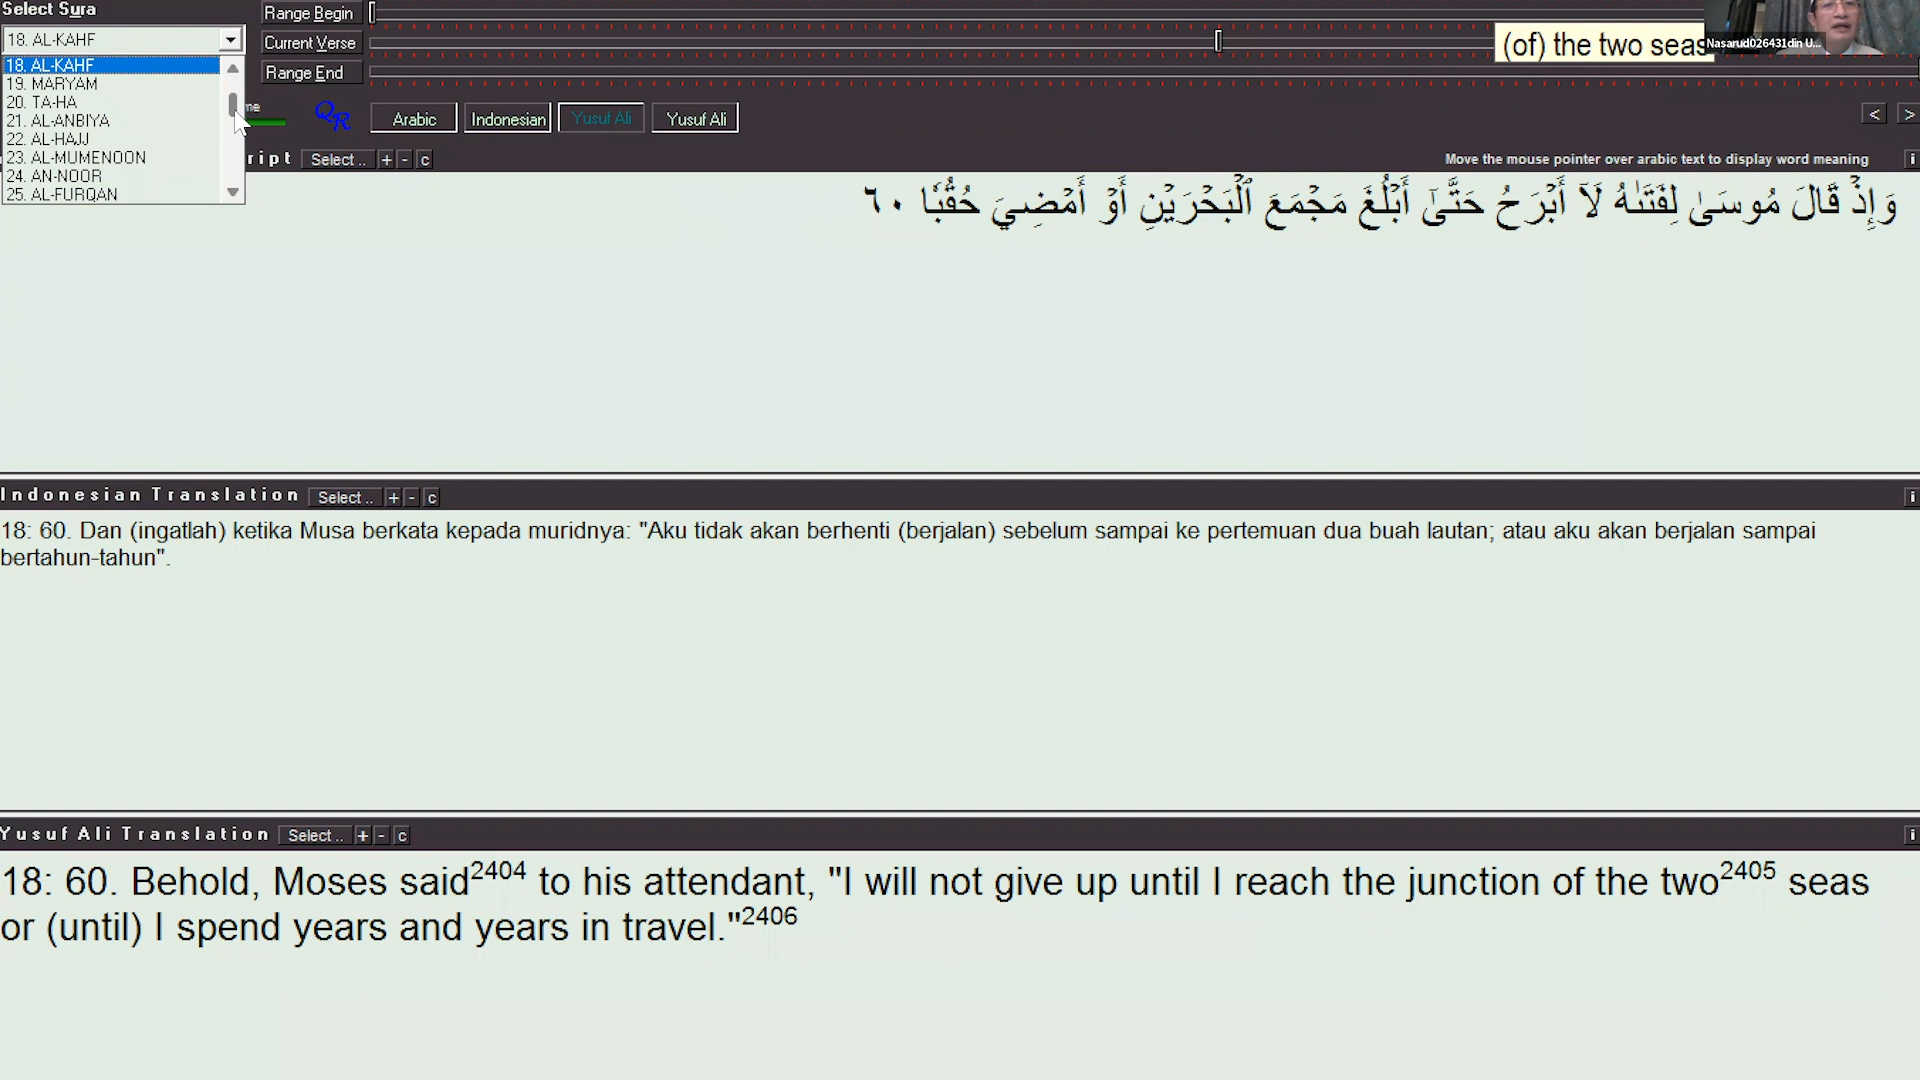 Select Sura
18. AL-KAHF
18. AL-KAHF
19. MARYAM
20. TA-HA
21. AL-ANBIYA
22. AL-HAJJ
23. AL-MUMENOON
24. AN-NOOR
25. AL-FURQAN
Range Begin
Current Verse
Range End
(of) the two seas
Nasarud026431din U...
me
QR
Arabic
Indonesian
Yusuf Ali
Yusuf Ali
<
>
ript Select .. + - c
Move the mouse pointer over arabic text to display word meaning
i
وَإِذْ قَالَ مُوسَىٰ لِفَتَىٰهُ لَآ أَبْرَحُ حَتَّىٰٓ أَبْلُغَ مَجْمَعَ ٱلْبَحْرَيْنِ أَوْ أَمْضِيَ حُقُبًا ٦٠
Indonesian Translation Select .. + - c
i
18: 60. Dan (ingatlah) ketika Musa berkata kepada muridnya: "Aku tidak akan berhenti (berjalan) sebelum sampai ke pertemuan dua buah lautan; atau aku akan berjalan sampai
bertahun-tahun".
Yusuf Ali Translation Select .. + - c
i
18: 60. Behold, Moses said2404 to his attendant, "I will not give up until I reach the junction of the two2405 seas
or (until) I spend years and years in travel."2406